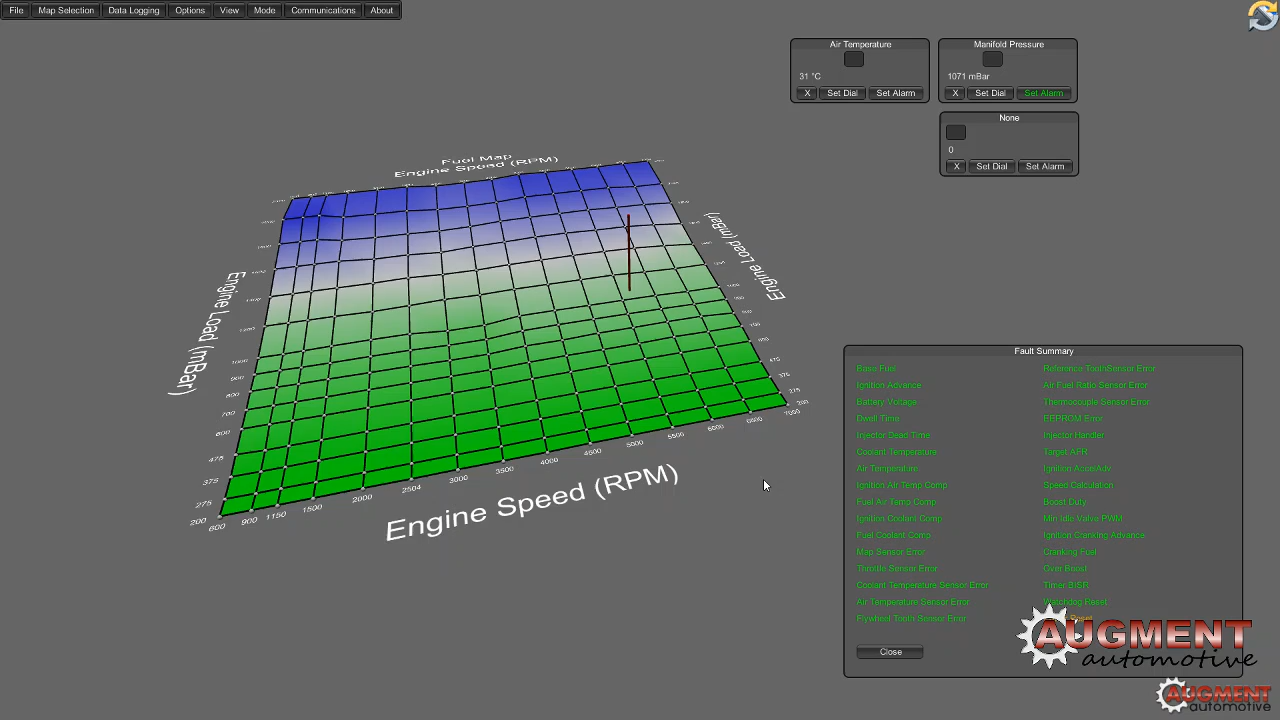 File Map Selection Data Logging Options View Mode Communications About
Air Temperature
31 °C
X Set Dial Set Alarm
Manifold Pressure
1071 mBar
X Set Dial Set Alarm
None
0
X Set Dial Set Alarm
Fuel Map
Engine Speed (RPM)
Engine Load (mBar)
Engine Load (mBar)
1000
900
800
700
600
475
375
275
200
600 900 1150 1500 2000 2504 3000 3500 4000 4500 5000 5500 6000 6500 7000
Engine Speed (RPM)
Fault Summary
Base Fuel
Ignition Advance
Battery Voltage
Dwell Time
Injector Dead Time
Coolant Temperature
Air Temperature
Ignition Air Temp Comp
Fuel Air Temp Comp
Ignition Coolant Comp
Fuel Coolant Comp
Map Sensor Error
Throttle Sensor Error
Coolant Temperature Sensor Error
Air Temperature Sensor Error
Flywheel Tooth Sensor Error
Reference ToothSensor Error
Air Fuel Ratio Sensor Error
Thermocouple Sensor Error
EEPROM Error
Injector Handler
Target AFR
Ignition AccelAdv
Speed Calculation
Boost Duty
Min Idle Valve PWM
Ignition Cranking Advance
Cranking Fuel
Over Boost
Timer BISR
Watchdog Reset
Reset
Close
AUGMENT
automotive
AUGMENT
automotive